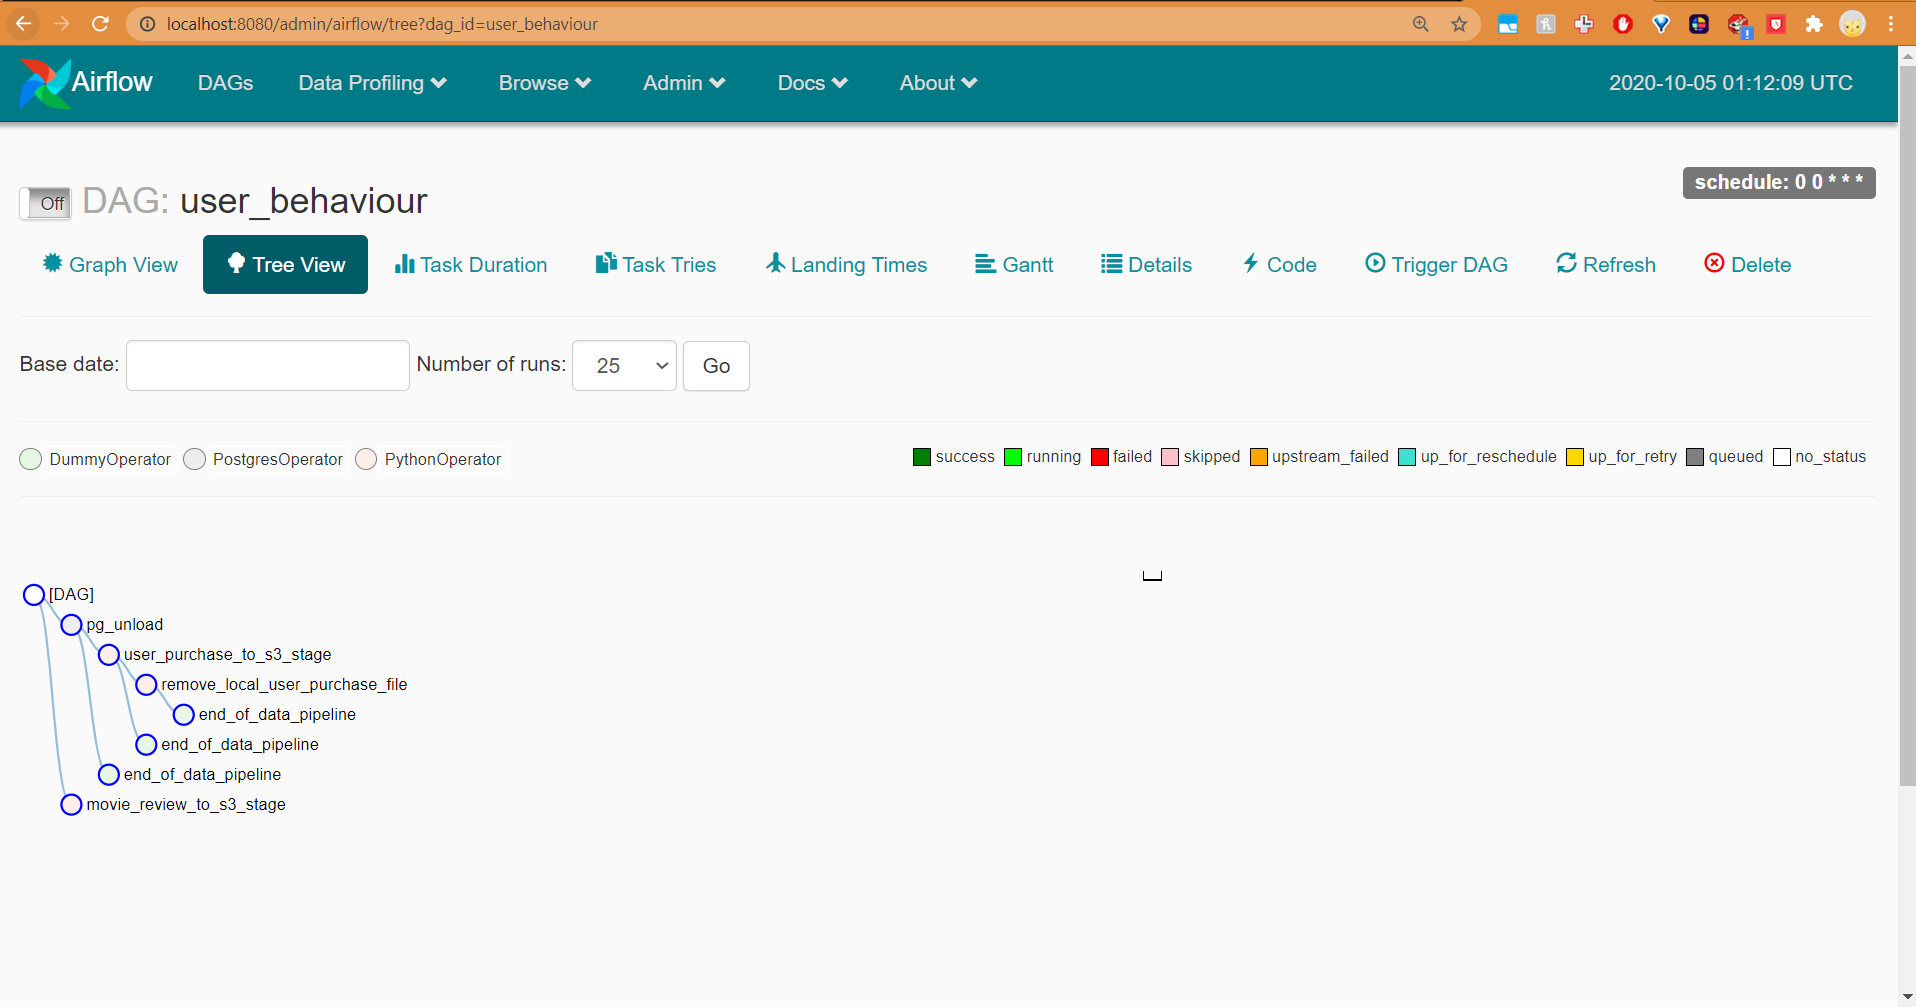 localhost:8080/admin/airflow/tree?dag_id=user_behaviour
Airflow DAGs Data Profiling Browse Admin Docs About 2020-10-05 01:12:09 UTC
schedule: 0 0 * * *
Off DAG: user_behaviour
Graph View Tree View Task Duration Task Tries Landing Times Gantt Details Code Trigger DAG Refresh Delete
Base date: Number of runs: 25 Go
DummyOperator PostgresOperator PythonOperator success running failed skipped upstream_failed up_for_reschedule up_for_retry queued no_status
[DAG]
pg_unload
user_purchase_to_s3_stage
remove_local_user_purchase_file
end_of_data_pipeline
end_of_data_pipeline
end_of_data_pipeline
movie_review_to_s3_stage